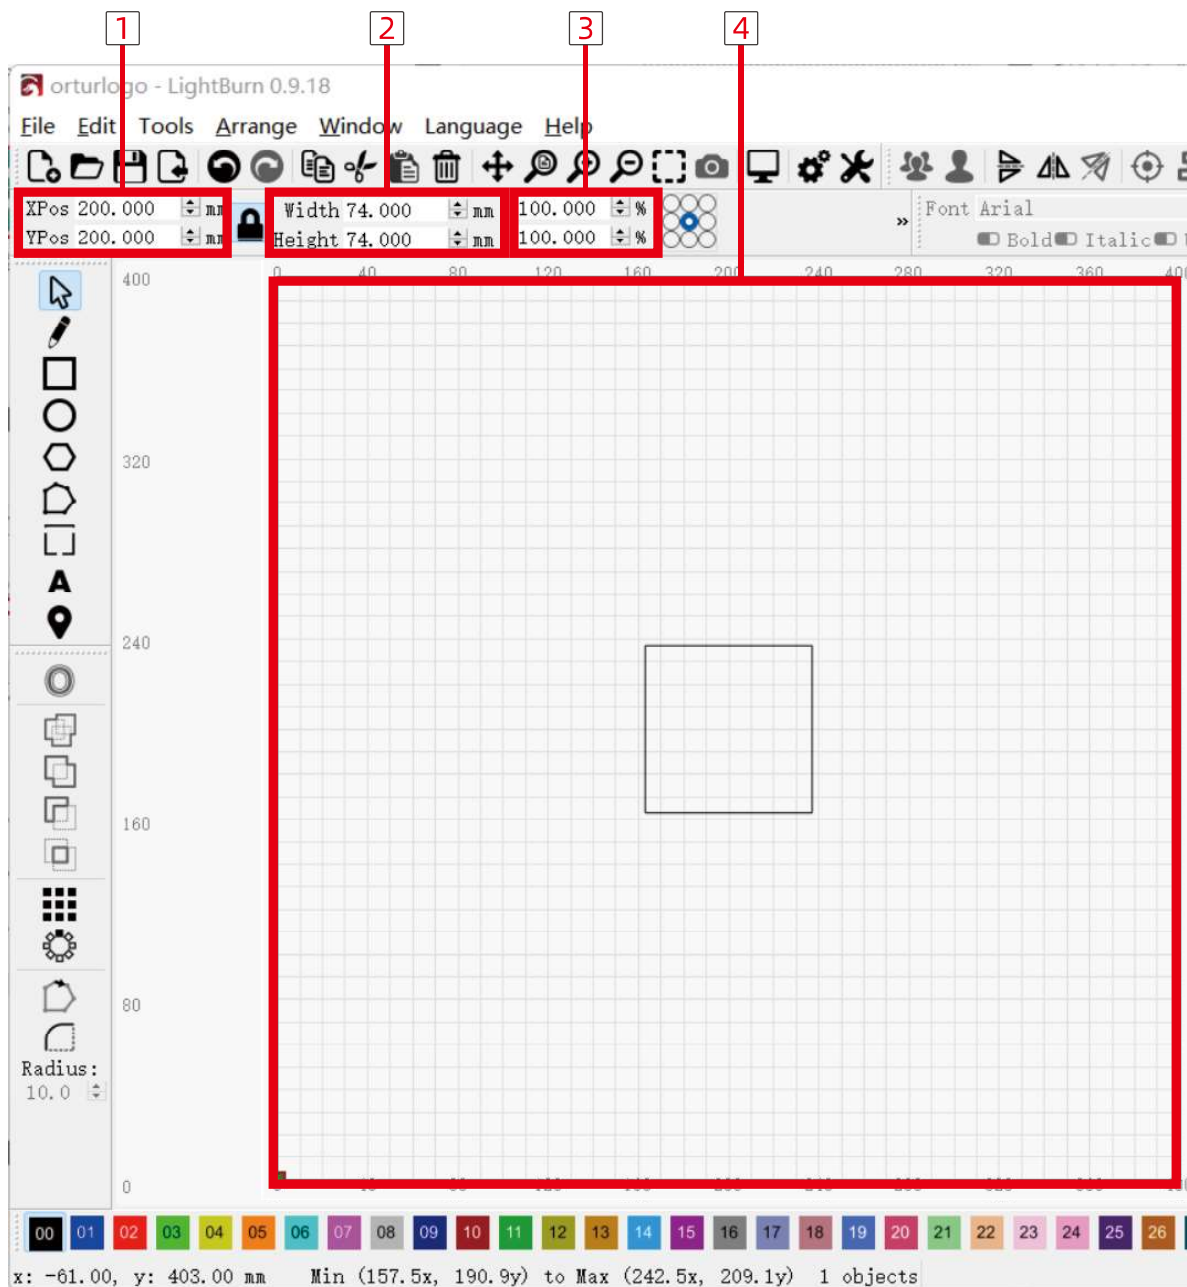 1 2 3 4
orturlogo - LightBurn 0.9.18
File Edit Tools Arrange Window Language Help
XPos 200.000 mm Width 74.000 mm 100.000 % » Font Arial
YPos 200.000 mm Height 74.000 mm 100.000 % Bold Italic
0 40 80 120 160 200 240 280 320 360 400
400
320
240
160
80
0
Radius:
10.0
00 01 02 03 04 05 06 07 08 09 10 11 12 13 14 15 16 17 18 19 20 21 22 23 24 25 26
x: -61.00, y: 403.00 mm Min (157.5x, 190.9y) to Max (242.5x, 209.1y) 1 objects